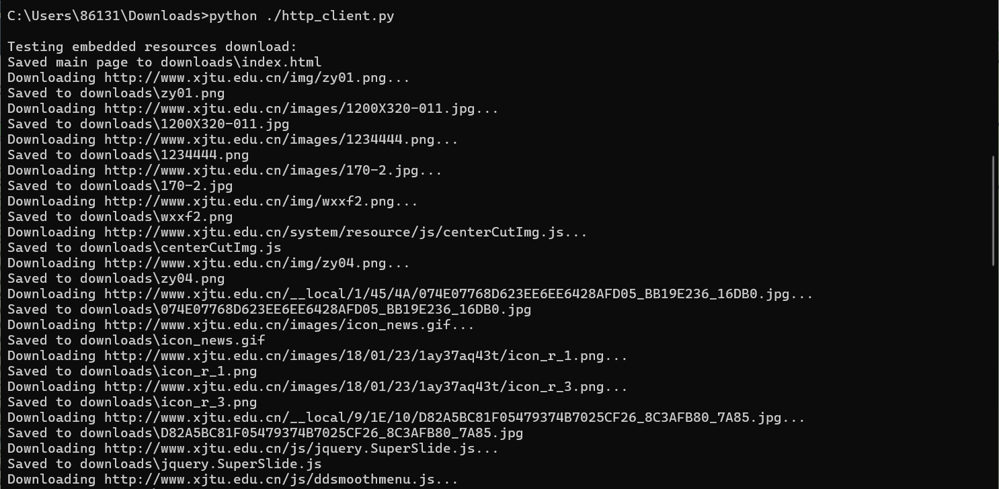 C:\Users\86131\Downloads>python ./http_client.py
Testing embedded resources download:
Saved main page to downloads\index.html
Downloading http://www.xjtu.edu.cn/img/zy01.png...
Saved to downloads\zy01.png
Downloading http://www.xjtu.edu.cn/images/1200X320-011.jpg...
Saved to downloads\1200X320-011.jpg
Downloading http://www.xjtu.edu.cn/images/1234444.png...
Saved to downloads\1234444.png
Downloading http://www.xjtu.edu.cn/images/170-2.jpg...
Saved to downloads\170-2.jpg
Downloading http://www.xjtu.edu.cn/img/wxxf2.png...
Saved to downloads\wxxf2.png
Downloading http://www.xjtu.edu.cn/system/resource/js/centerCutImg.js...
Saved to downloads\centerCutImg.js
Downloading http://www.xjtu.edu.cn/img/zy04.png...
Saved to downloads\zy04.png
Downloading http://www.xjtu.edu.cn/__local/1/45/4A/074E07768D623EE6EE6428AFD05_BB19E236_16DB0.jpg...
Saved to downloads\074E07768D623EE6EE6428AFD05_BB19E236_16DB0.jpg
Downloading http://www.xjtu.edu.cn/images/icon_news.gif...
Saved to downloads\icon_news.gif
Downloading http://www.xjtu.edu.cn/images/18/01/23/1ay37aq43t/icon_r_1.png...
Saved to downloads\icon_r_1.png
Downloading http://www.xjtu.edu.cn/images/18/01/23/1ay37aq43t/icon_r_3.png...
Saved to downloads\icon_r_3.png
Downloading http://www.xjtu.edu.cn/__local/9/1E/10/D82A5BC81F05479374B7025CF26_8C3AFB80_7A85.jpg...
Saved to downloads\D82A5BC81F05479374B7025CF26_8C3AFB80_7A85.jpg
Downloading http://www.xjtu.edu.cn/js/jquery.SuperSlide.js...
Saved to downloads\jquery.SuperSlide.js
Downloading http://www.xjtu.edu.cn/js/ddsmoothmenu.js...